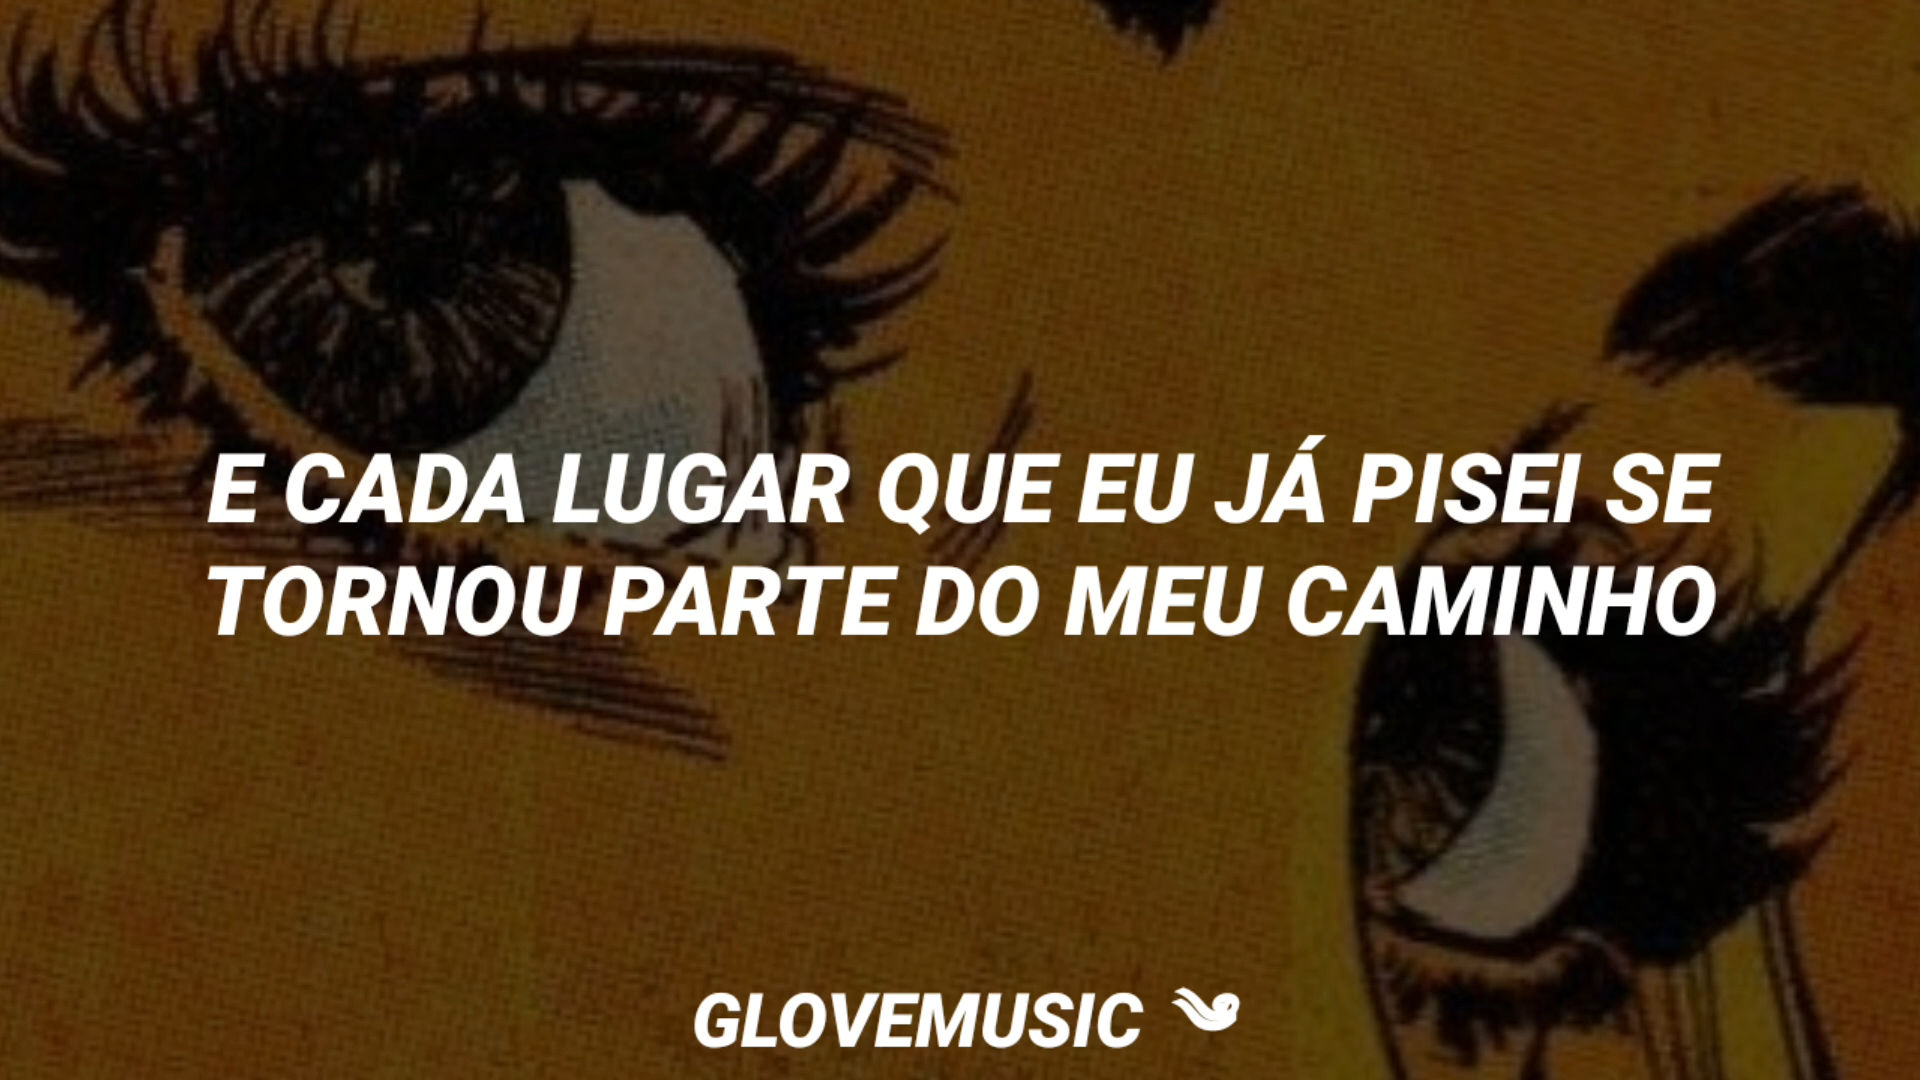 E CADA LUGAR QUE EU JÁ PISEI SE
TORNOU PARTE DO MEU CAMINHO
GLOVEMUSIC